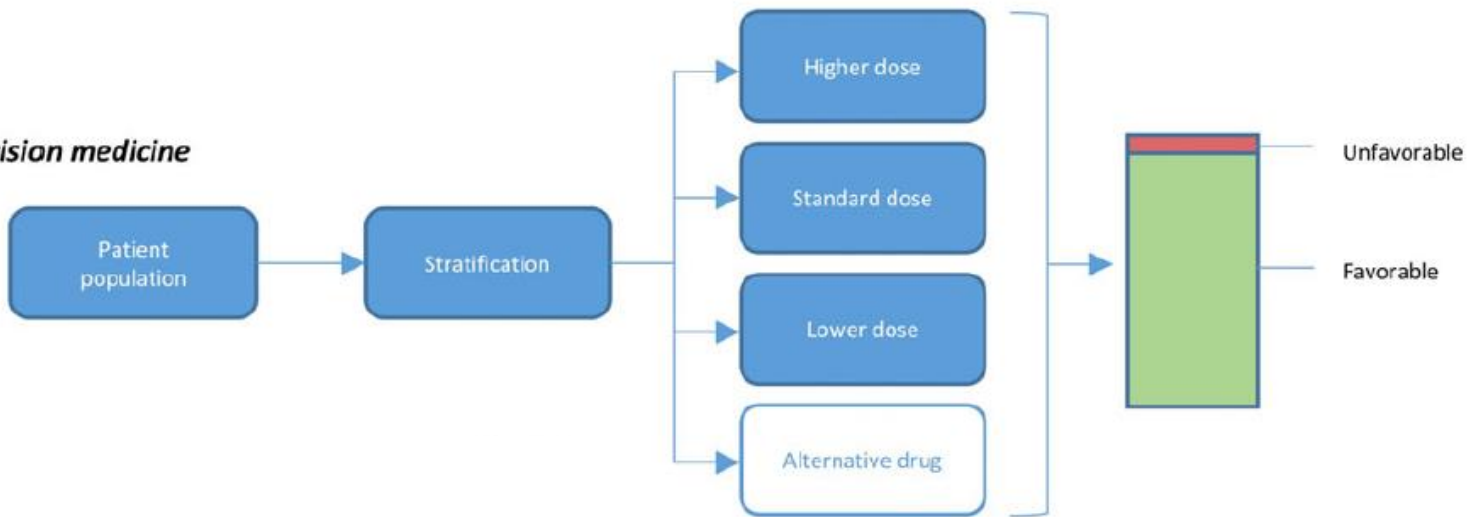 ision medicine
Patient
population
Stratification
Higher dose
Standard dose
Lower dose
Alternative drug
Unfavorable
Favorable